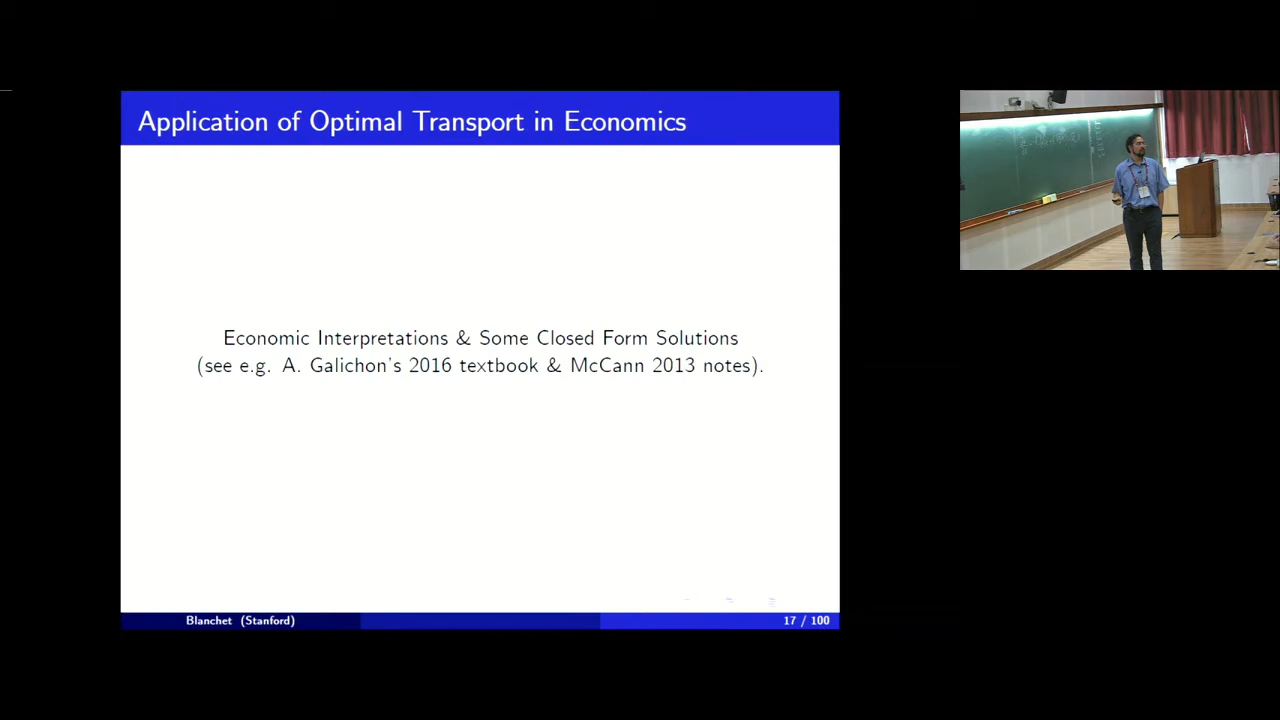 Application of Optimal Transport in Economics
Economic Interpretations & Some Closed Form Solutions
(see e.g. A. Galichon's 2016 textbook & McCann 2013 notes).
Blanchet (Stanford)
17 / 100